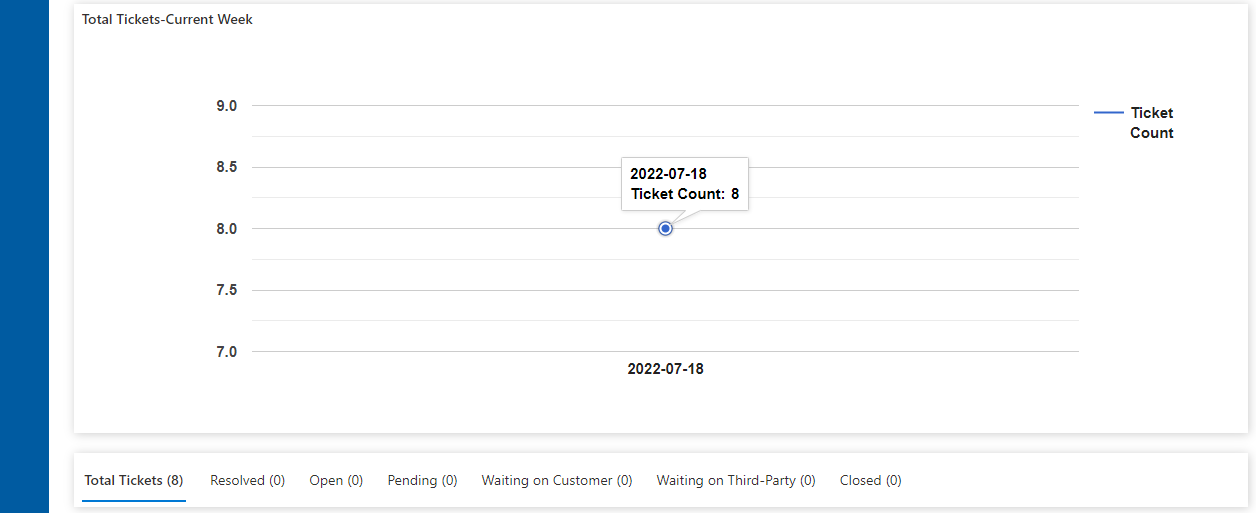 Total Tickets-Current Week
9.0
Ticket
Count
8.5
2022-07-18
Ticket Count: 8
8.0
7.5
7.0
2022-07-18
Total Tickets (8) Resolved (0) Open (0) Pending (0) Waiting on Customer (0) Waiting on Third-Party (0) Closed (0)